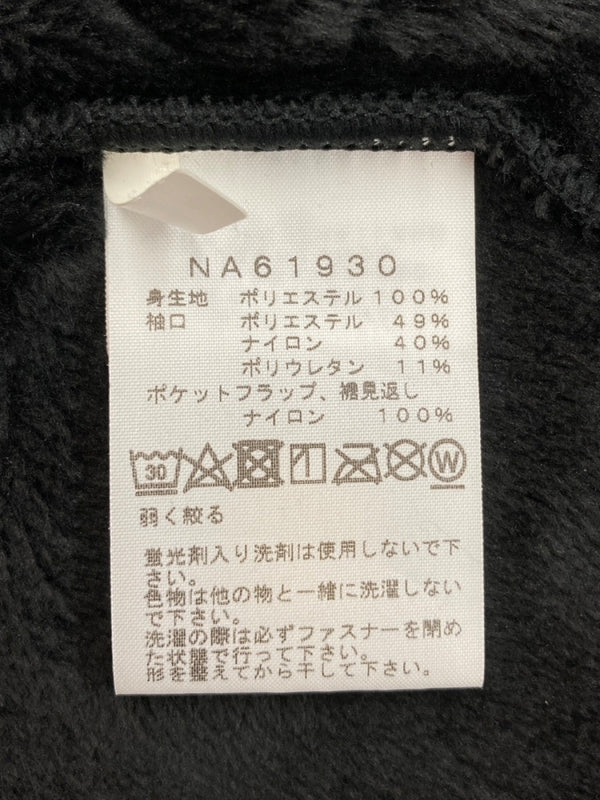 NA61930
身生地 ポリエステル 100%
袖口 ポリエステル 49%
ナイロン 40%
ポリウレタン 11%
ポケットフラップ、裾見返し
ナイロン 100%
30 W
弱く絞る
蛍光剤入り洗剤は使用しないで下
さい。
色物は他の物と一緒に洗濯しない
で下さい。
洗濯の際は必ずファスナーを閉め
た状態で行って下さい。
形を整えてから干して下さい。